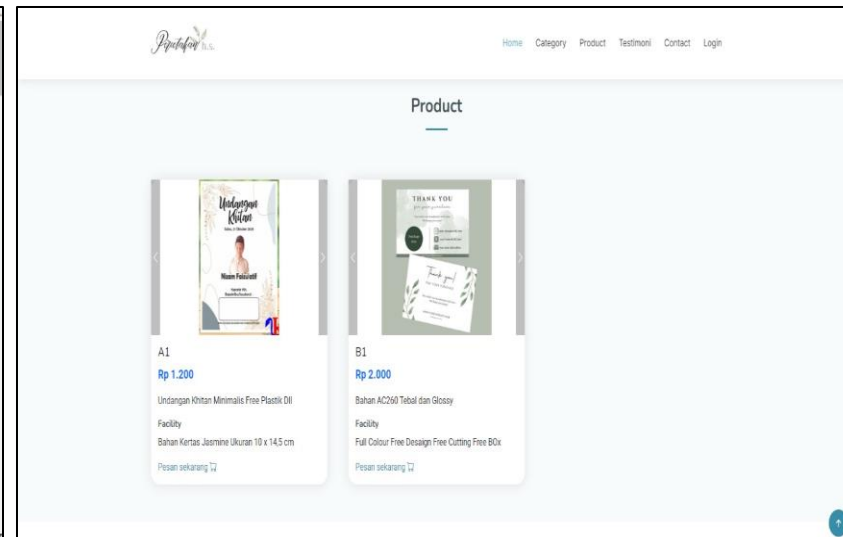 Home Category Product Testimoni Contact Login
Product
Undangan
Khitan
THANK YOU
Thank you!
A1
Rp 1.200
Undangan Khitan Minimalis Free Plastik Dll
Facility
Bahan Kertas Jasmine Ukuran 10 x 14,5 cm
Pesan sekarang
B1
Rp 2.000
Bahan AC260 Tebal dan Glossy
Facility
Full Colour Free Desaign Free Cutting Free BOx
Pesan sekarang